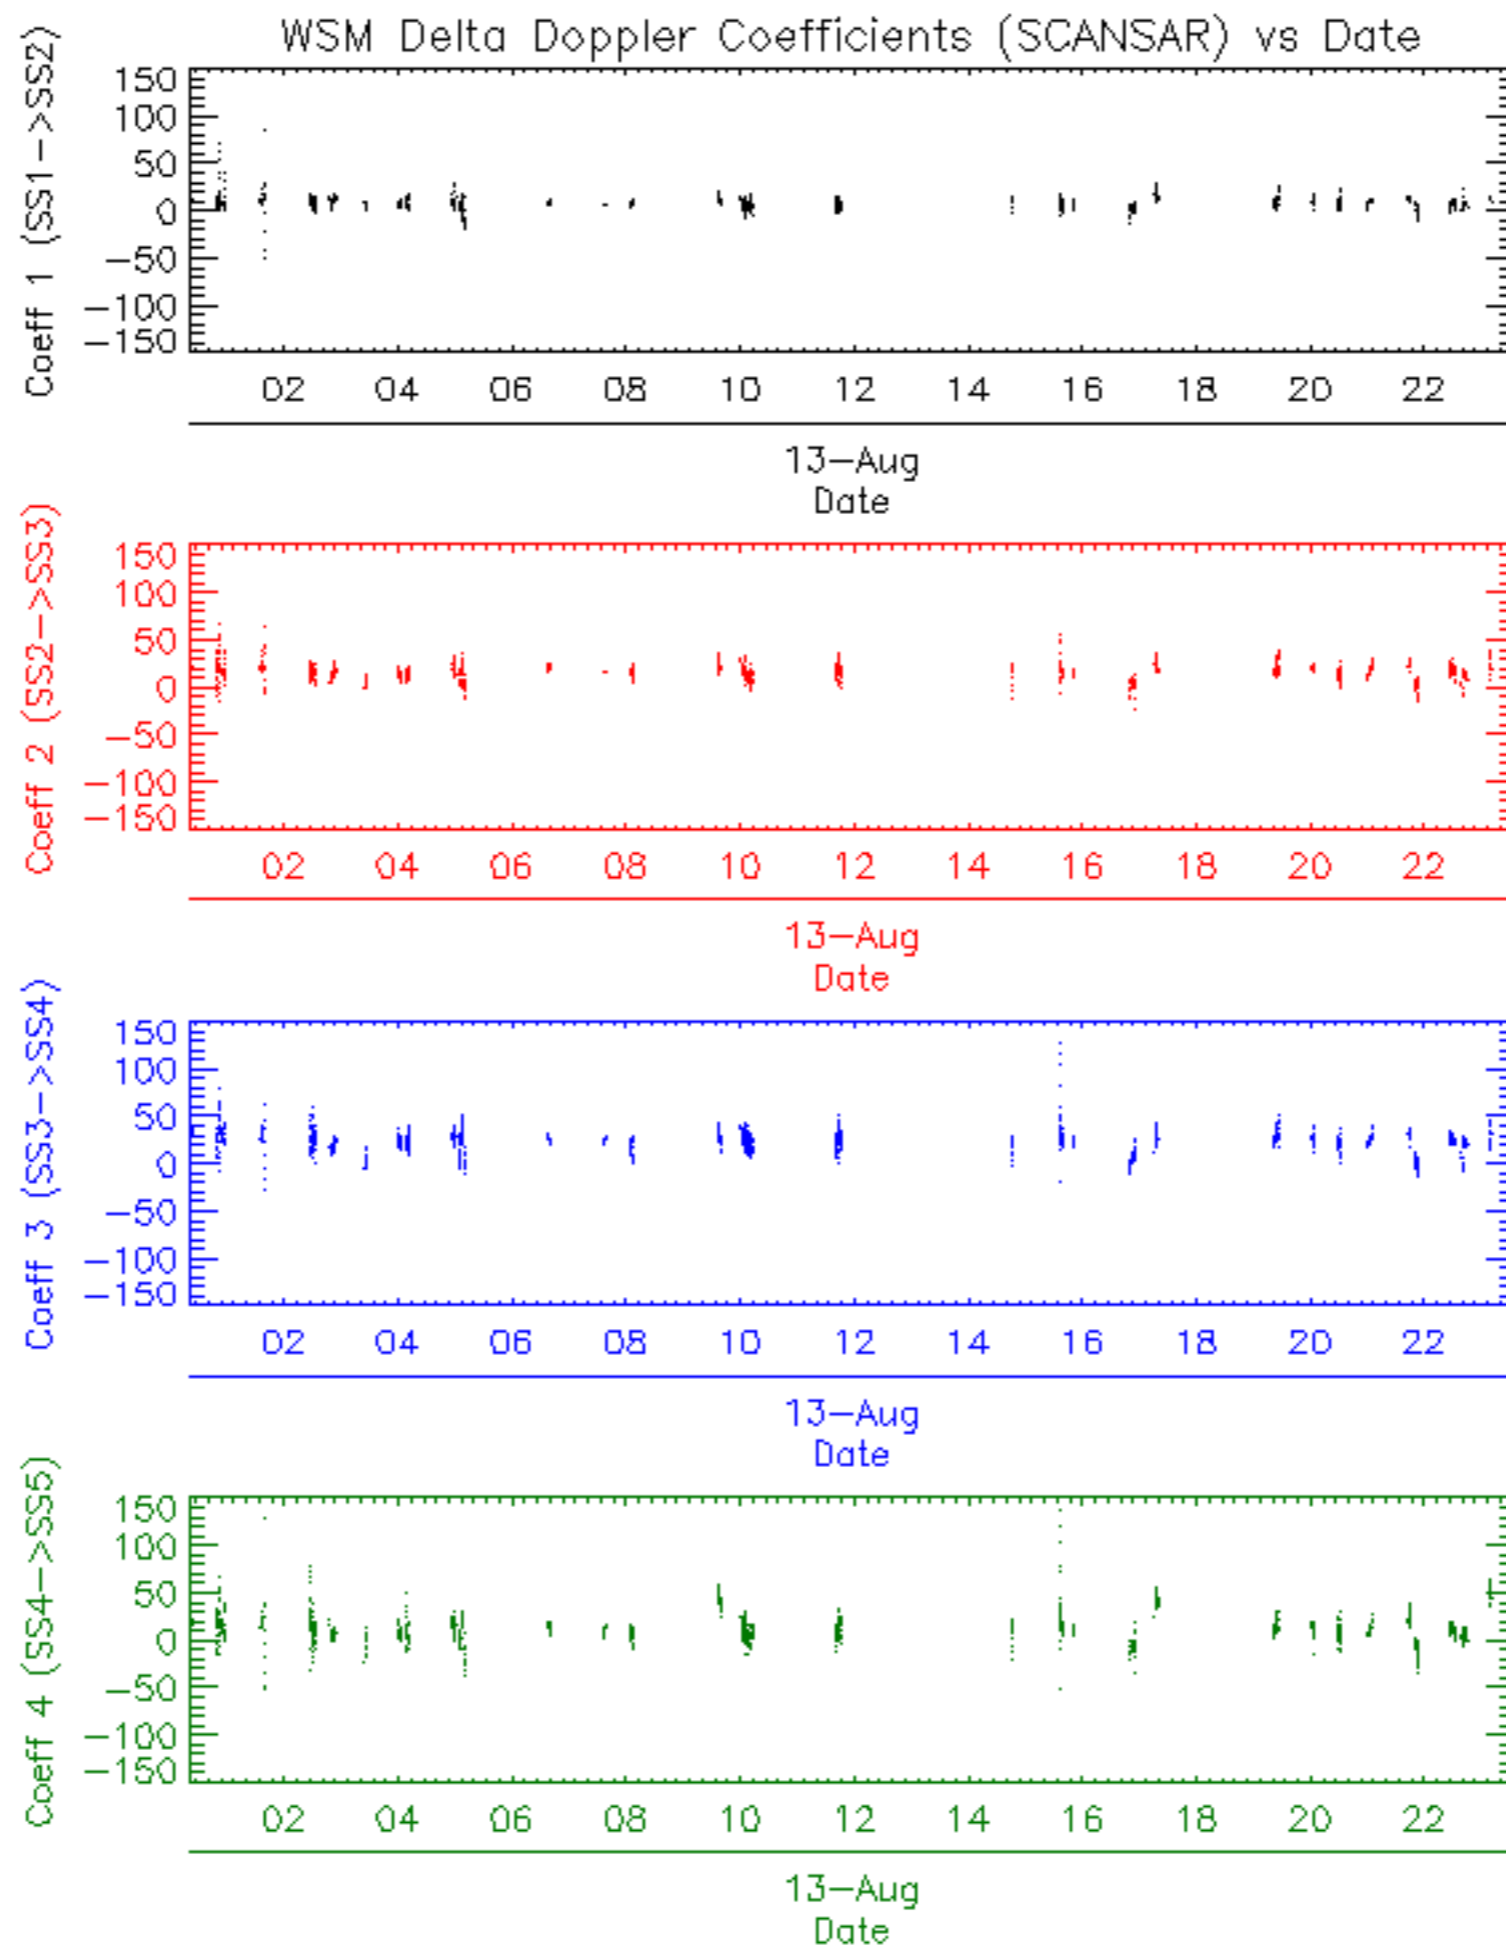 WSM Delta Doppler Coefficients (SCANSAR) vs Date
Coeff 1 (SS1->SS2)
150
100
50
0
-50
-100
-150
02 04 06 08 10 12 14 16 18 20 22
13-Aug
Date
Coeff 2 (SS2->SS3)
150
100
50
0
-50
-100
-150
02 04 06 08 10 12 14 16 18 20 22
13-Aug
Date
Coeff 3 (SS3->SS4)
150
100
50
0
-50
-100
-150
02 04 06 08 10 12 14 16 18 20 22
13-Aug
Date
Coeff 4 (SS4->SS5)
150
100
50
0
-50
-100
-150
02 04 06 08 10 12 14 16 18 20 22
13-Aug
Date